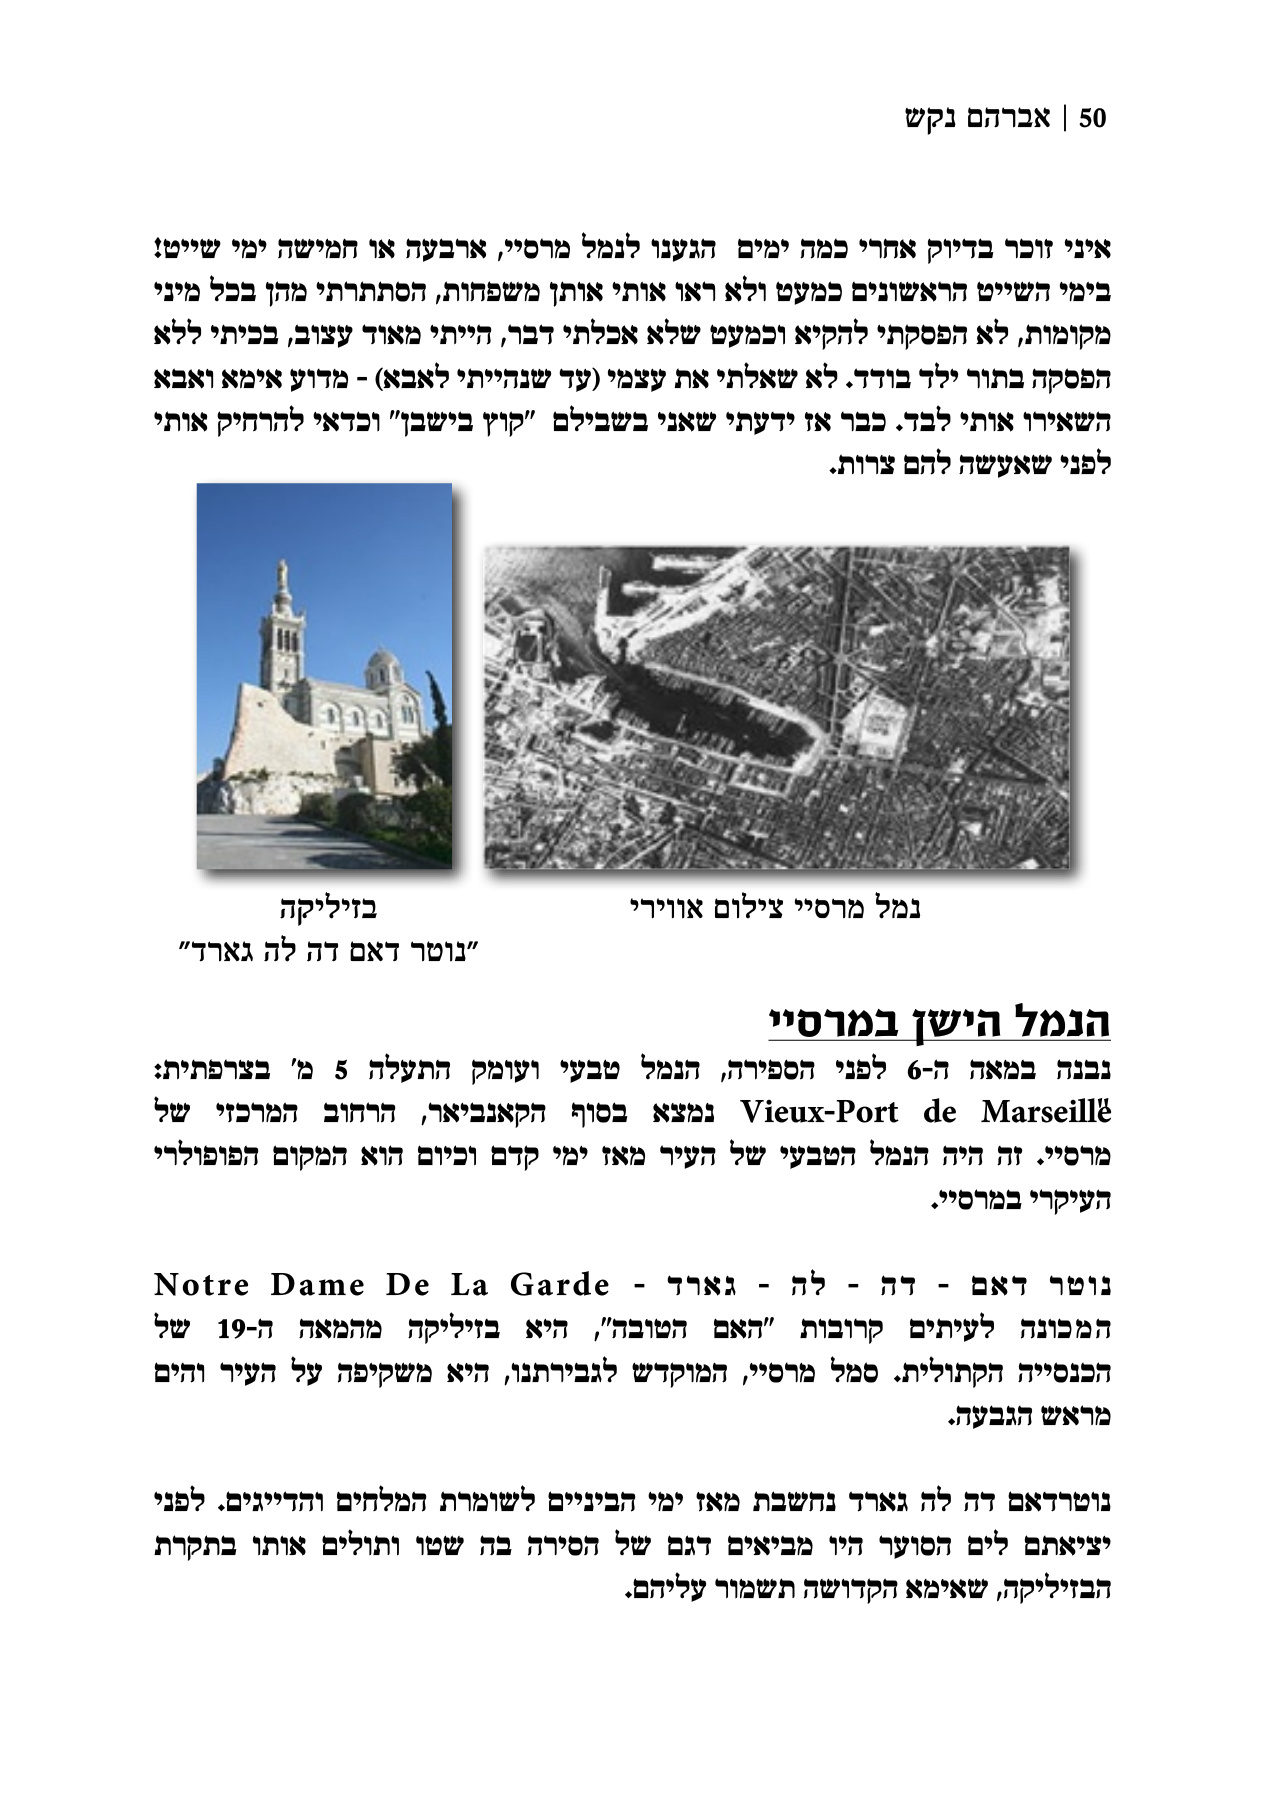 50 | אברהם נקש
איני זוכר בדיוק אחרי כמה ימים הגענו לנמל מרסיי, ארבעה או חמישה ימי שייט!
בימי השייט הראשונים כמעט ולא ראו אותי אותן משפחות, הסתתרתי מהן בכל מיני
מקומות, לא הפסקתי להקיא וכמעט שלא אכלתי דבר, הייתי מאוד עצוב, בכיתי ללא
הפסקה בתור ילד בודד. לא שאלתי את עצמי (עד שנהייתי לאבא) - מדוע אימא ואבא
השאירו אותי לבד. כבר אז ידעתי שאני בשבילם "קוץ בישבן" וכדאי להרחיק אותי
לפני שאעשה להם צרות.
נמל מרסיי צילום אווירי
בזיליקה
"נוטר דאם דה לה גארד"
הנמל הישן במרסיי
נבנה במאה ה-6 לפני הספירה, הנמל טבעי ועומק התעלה 5 מ' בצרפתית:
"Vieux-Port de Marseille נמצא בסוף הקאנביאר, הרחוב המרכזי של
מרסיי. זה היה הנמל הטבעי של העיר מאז ימי קדם וכיום הוא המקום הפופולרי
העיקרי במרסיי.
נוטר דאם - דה - לה - גארד - Notre Dame De La Garde
המכונה לעיתים קרובות "האם הטובה", היא בזיליקה מהמאה ה-19 של
הכנסייה הקתולית. סמל מרסיי, המוקדש לגבירתנו, היא משקיפה על העיר והים
מראש הגבעה.
נוטרדאם דה לה גארד נחשבת מאז ימי הביניים לשומרת המלחים והדייגים. לפני
יציאתם לים הסוער היו מביאים דגם של הסירה בה שטו ותולים אותו בתקרת
הבזיליקה, שאימא הקדושה תשמור עליהם.